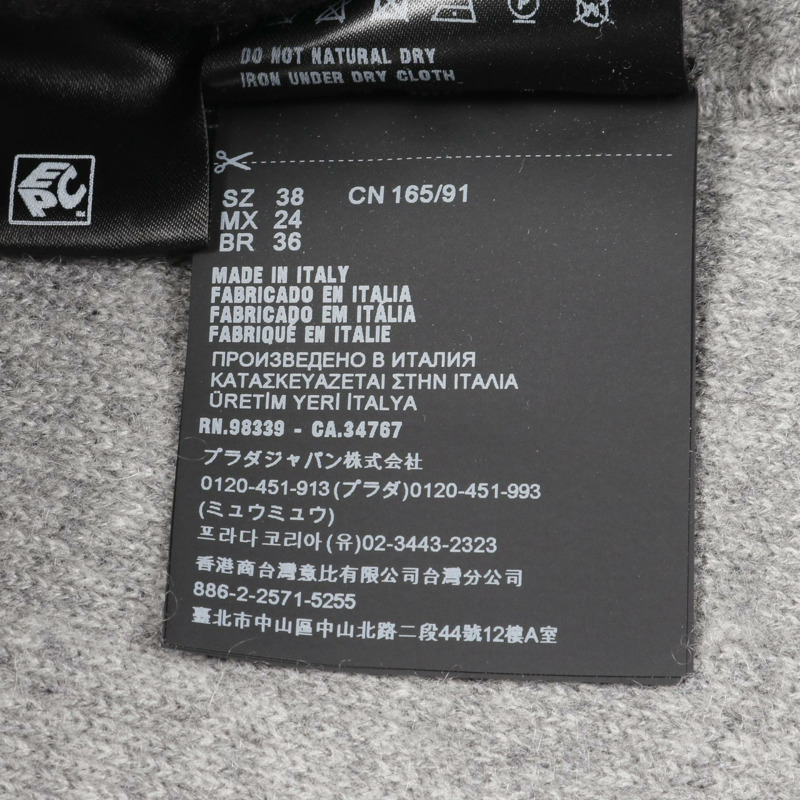 DO NOT NATURAL DRY
IRON UNDER DRY CLOTH
EPC
SZ 38 CN 165/91
MX 24
BR 36
MADE IN ITALY
FABRICADO EN ITALIA
FABRICADO EM ITÁLIA
FABRIQUÉ EN ITALIE
ПРОИЗВЕДЕНО В ИТАЛИЯ
ΚΑΤΑΣΚΕΥΑΖΕΤΑΙ ΣΤΗΝ ΙΤΑΛΙΑ
ÜRETİM YERİ İTALYA
RN.98339 - CA.34767
プラダジャパン株式会社
0120-451-913(プラダ)0120-451-993
(ミュウミュウ)
프라다코리아(유)02-3443-2323
香港商台灣意比有限公司台灣分公司
886-2-2571-5255
臺北市中山區中山北路二段44號12樓A室